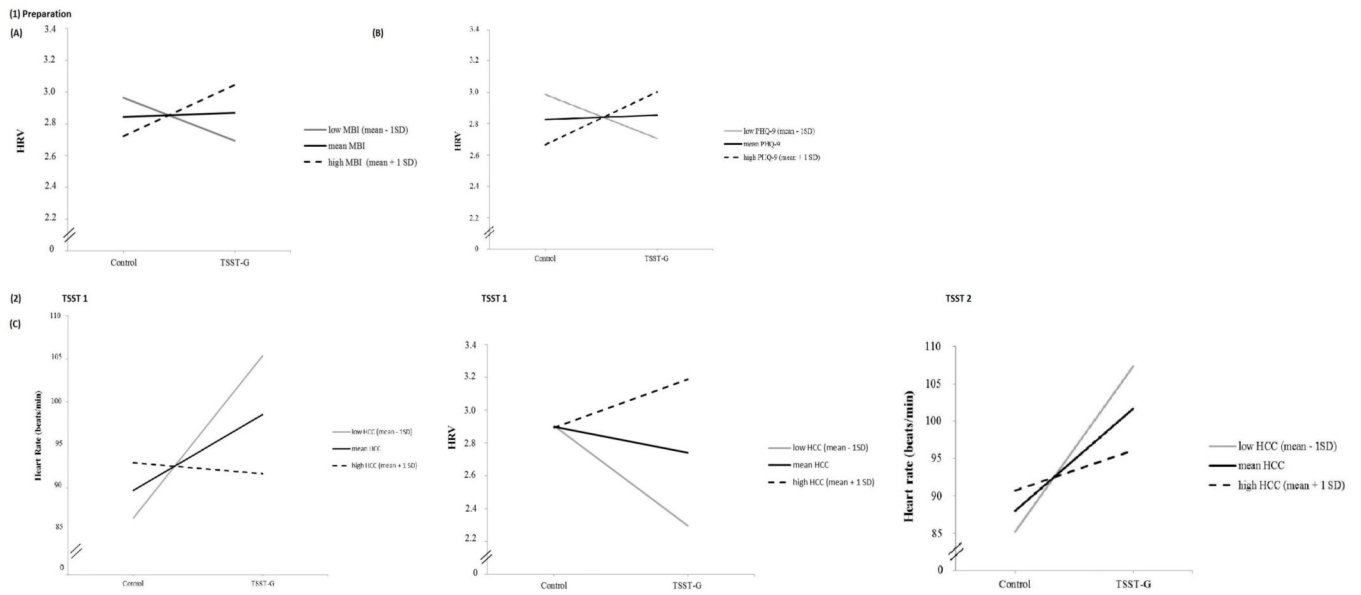 (1) Preparation
(A)
(B)
3.4
3.2
3.0
2.8
2.6
2.4
2.2
0
HRV
Control
TSST-G
low MBI (mean - 1SD)
mean MBI
high MBI (mean + 1 SD)
3.4
3.2
3.0
2.8
2.6
2.4
2.2
0
HRV
Control
TSST-G
low PHQ-9 (mean - 1SD)
mean PHQ-9
high PHQ-9 (mean + 1 SD)
(2)
TSST 1
TSST 1
TSST 2
(C)
110
105
100
95
90
85
0
Heart Rate (beats/min)
Control
TSST-G
low HCC (mean - 1SD)
mean HCC
high HCC (mean + 1 SD)
3.4
3.2
3.0
2.8
2.6
2.4
2.2
0
HRV
Control
TSST-G
low HCC (mean - 1SD)
mean HCC
high HCC (mean + 1 SD)
110
105
100
95
90
85
0
Heart rate (beats/min)
Control
TSST-G
low HCC (mean - 1SD)
mean HCC
high HCC (mean + 1 SD)